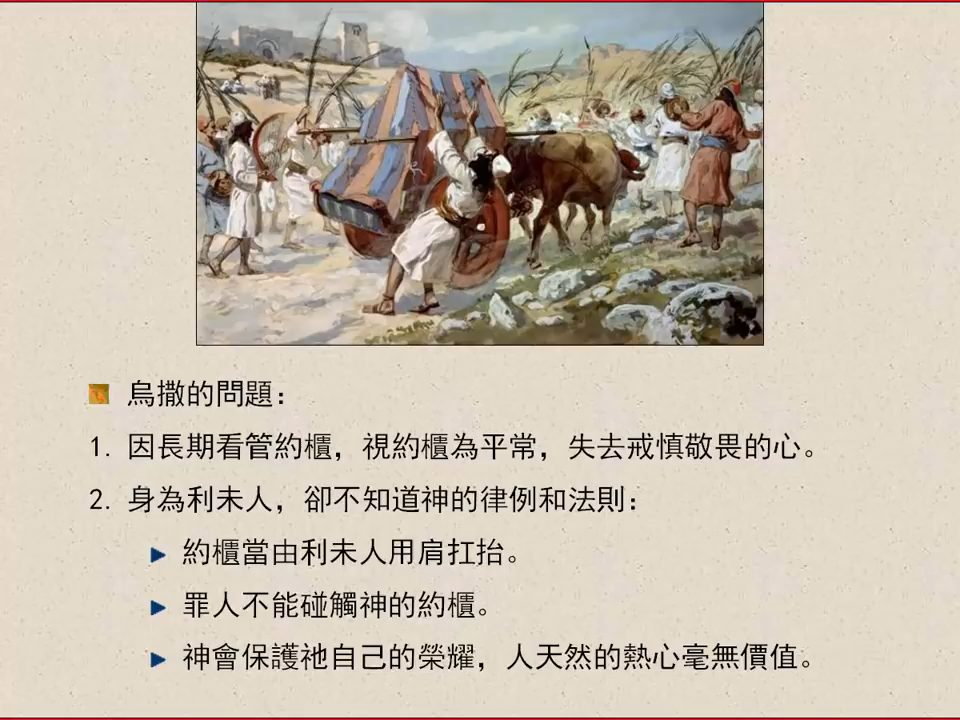 烏撒的問題：
1. 因長期看管約櫃，視約櫃為平常，失去戒慎敬畏的心。
2. 身為利未人，卻不知道神的律例和法則：
約櫃當由利未人用肩扛抬。
罪人不能碰觸神的約櫃。
神會保護祂自己的榮耀，人天然的熱心毫無價值。